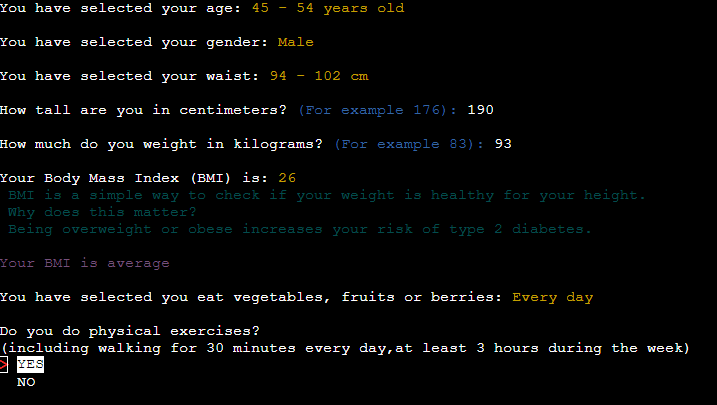 You have selected your age: 45 - 54 years old
You have selected your gender: Male
You have selected your waist: 94 - 102 cm
How tall are you in centimeters? (For example 176): 190
How much do you weight in kilograms? (For example 83): 93
Your Body Mass Index (BMI) is: 26
BMI is a simple way to check if your weight is healthy for your height.
Why does this matter?
Being overweight or obese increases your risk of type 2 diabetes.
Your BMI is average
You have selected you eat vegetables, fruits or berries: Every day
Do you do physical exercises?
(including walking for 30 minutes every day,at least 3 hours during the week)
> YES
NO